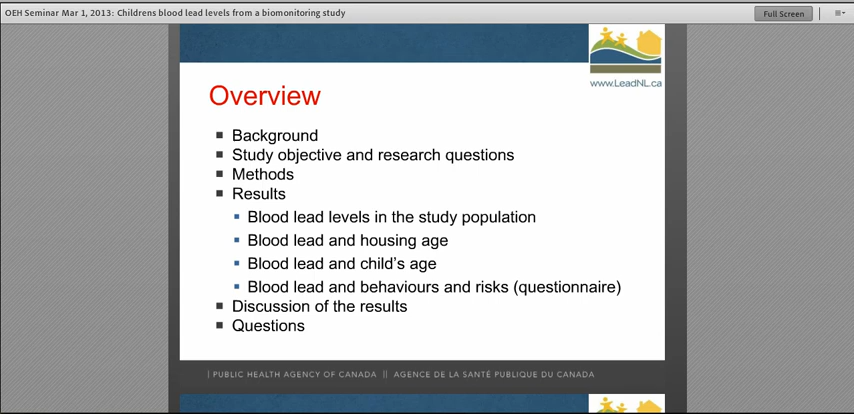 OEH Seminar Mar 1, 2013: Childrens blood lead levels from a biomonitoring study
Full Screen
www.LeadNL.ca
Overview
Background
Study objective and research questions
Methods
Results
Blood lead levels in the study population
Blood lead and housing age
Blood lead and child's age
Blood lead and behaviours and risks (questionnaire)
Discussion of the results
Questions
| PUBLIC HEALTH AGENCY OF CANADA || AGENCE DE LA SANTÉ PUBLIQUE DU CANADA